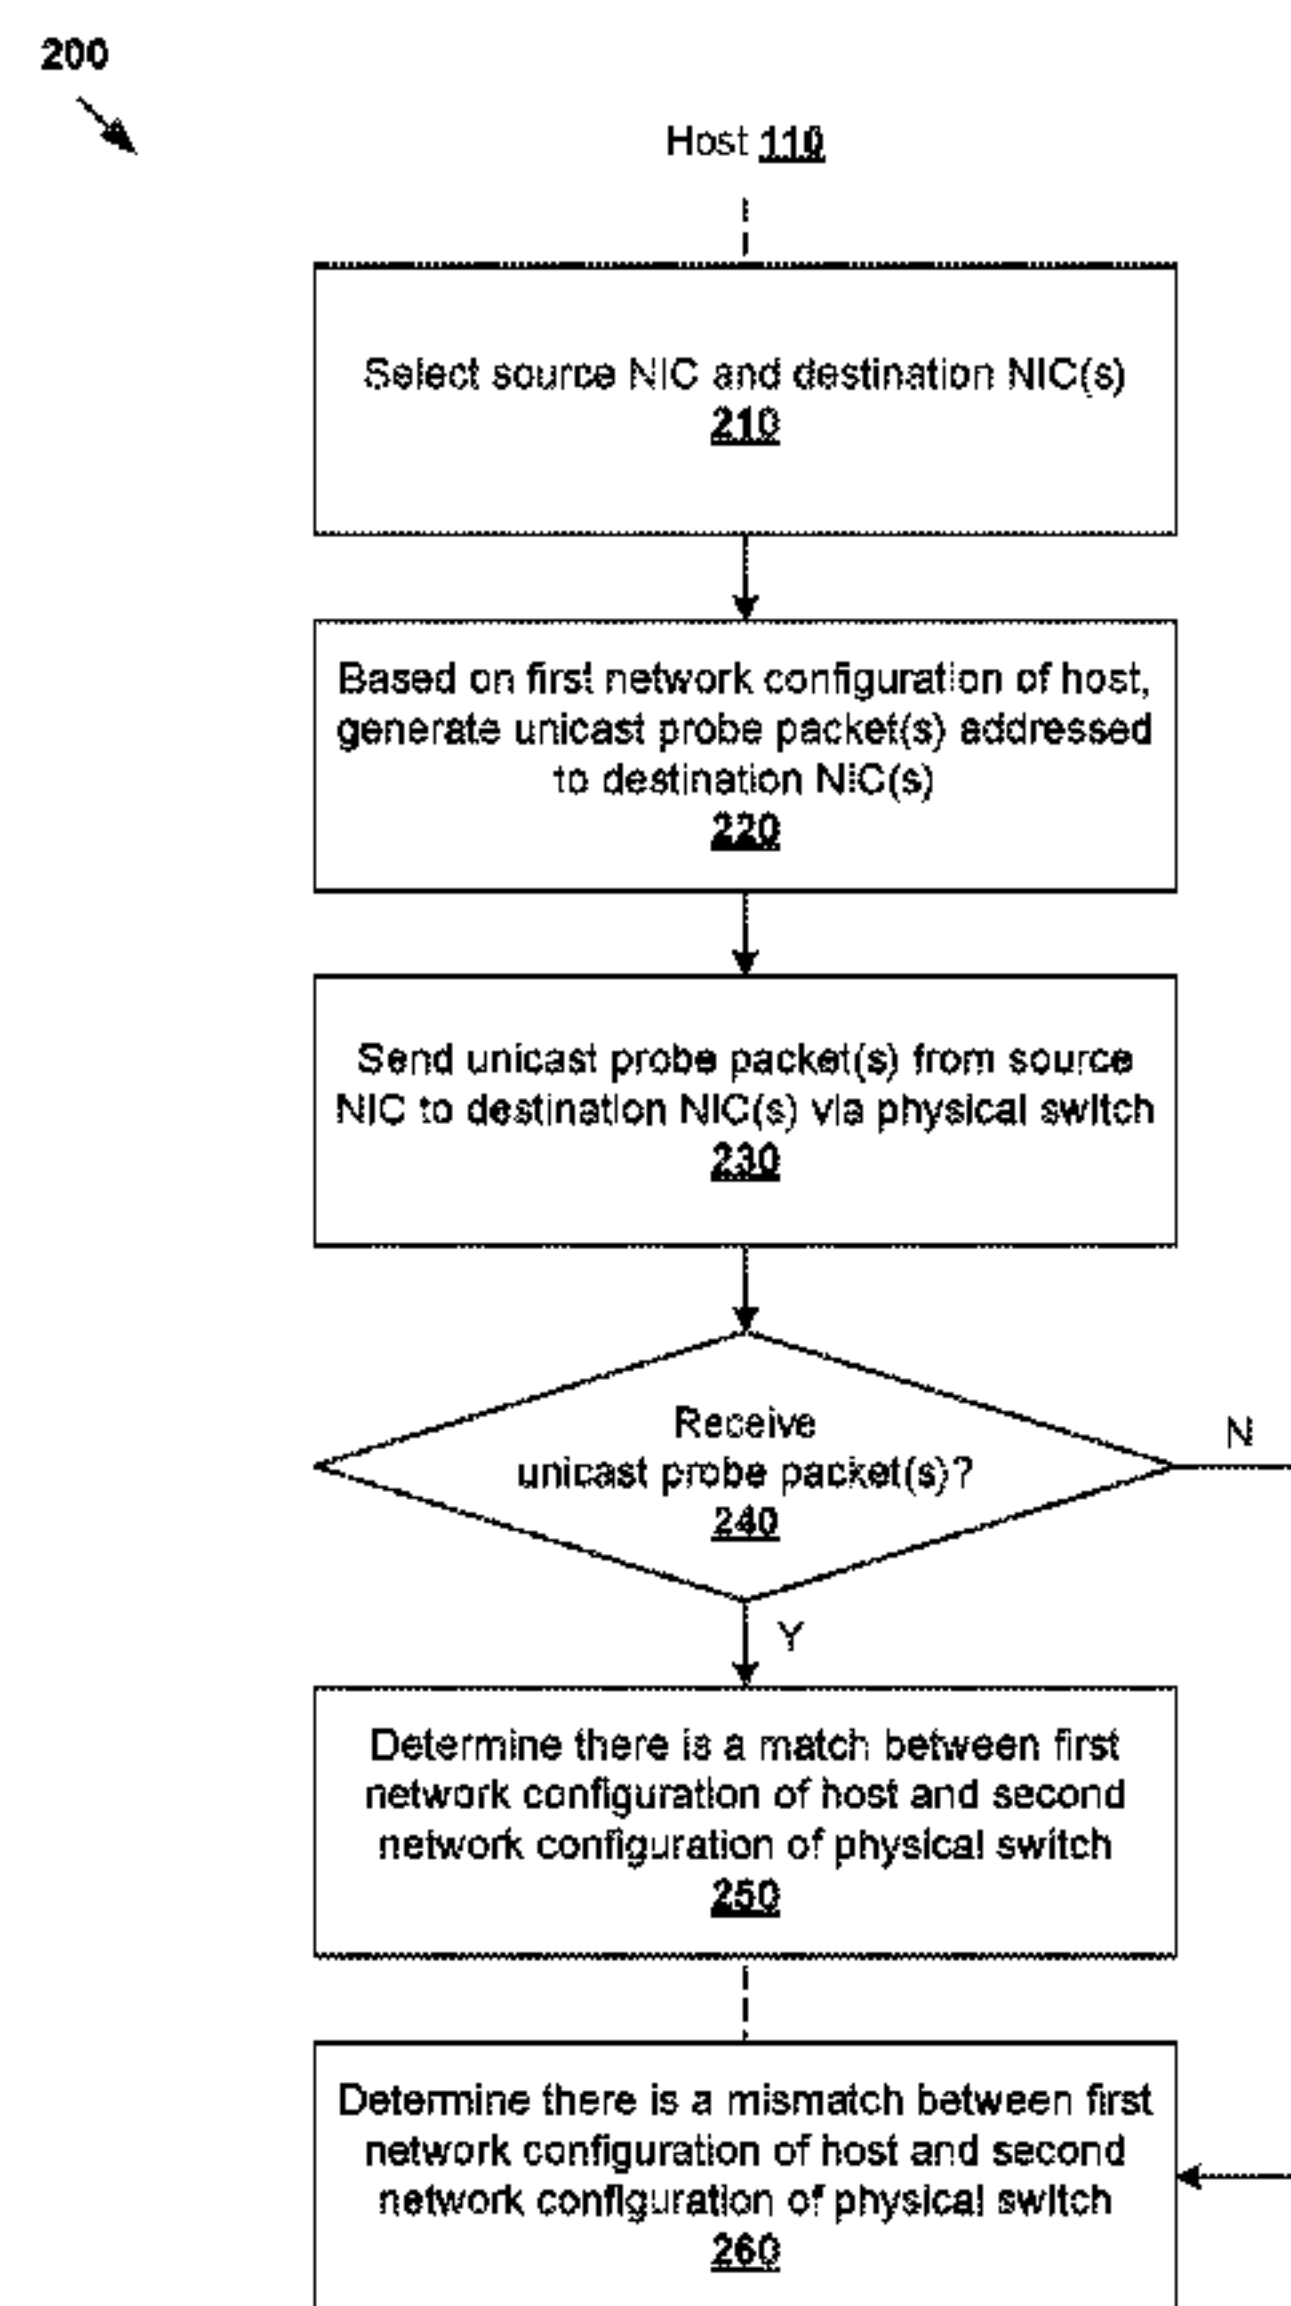 200
Host 110
Select source NIC and destination NIC(s)
210
Based on first network configuration of host,
generate unicast probe packet(s) addressed
to destination NIC(s)
220
Send unicast probe packet(s) from source
NIC to destination NIC(s) via physical switch
230
Receive
unicast probe packet(s)?
240
N
Y
Determine there is a match between first
network configuration of host and second
network configuration of physical switch
250
Determine there is a mismatch between first
network configuration of host and second
network configuration of physical switch
260